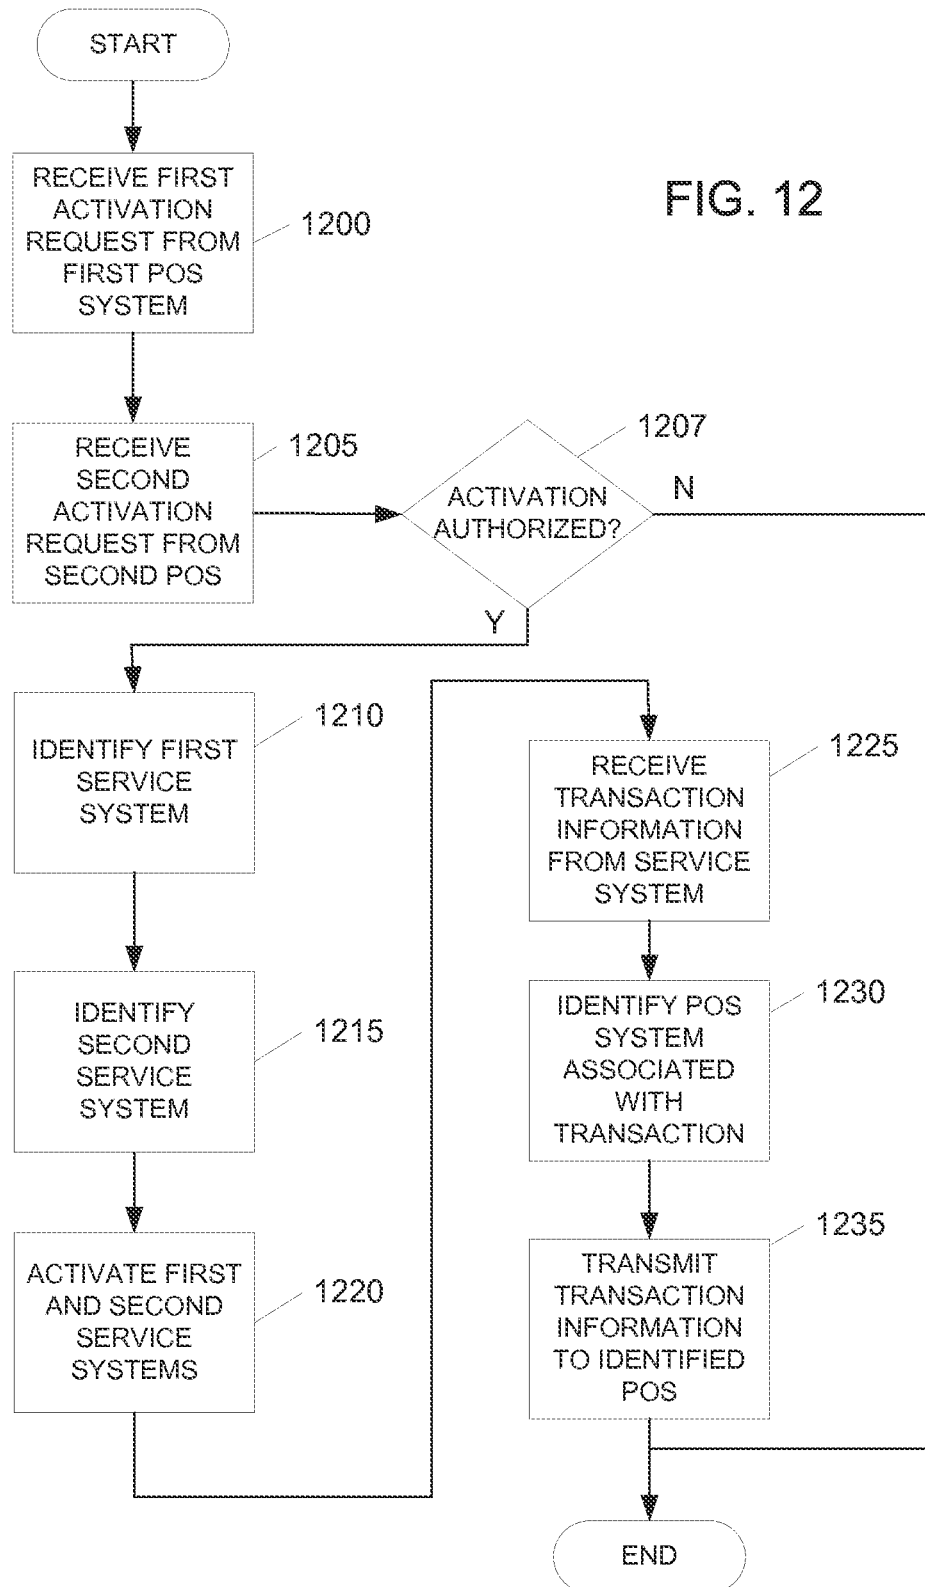 START
FIG. 12
RECEIVE FIRST
ACTIVATION
REQUEST FROM
FIRST POS
SYSTEM
1200
RECEIVE
SECOND
ACTIVATION
REQUEST FROM
SECOND POS
1205
ACTIVATION
AUTHORIZED?
1207
N
Y
IDENTIFY FIRST
SERVICE
SYSTEM
1210
IDENTIFY
SECOND
SERVICE
SYSTEM
1215
ACTIVATE FIRST
AND SECOND
SERVICE
SYSTEMS
1220
RECEIVE
TRANSACTION
INFORMATION
FROM SERVICE
SYSTEM
1225
IDENTIFY POS
SYSTEM
ASSOCIATED
WITH
TRANSACTION
1230
TRANSMIT
TRANSACTION
INFORMATION
TO IDENTIFIED
POS
1235
END